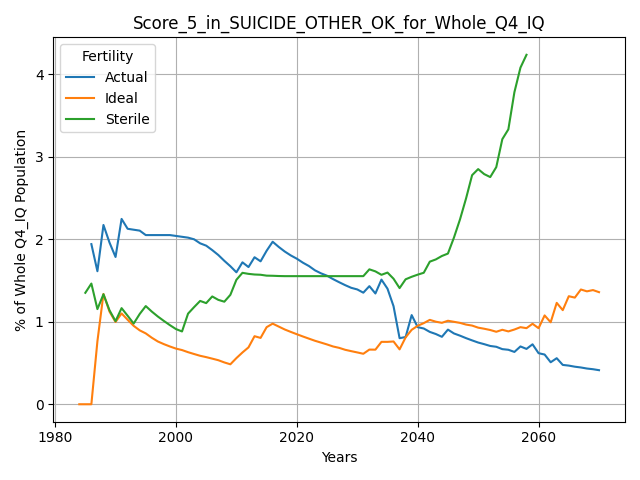 Score_5_in_SUICIDE_OTHER_OK_for_Whole_Q4_IQ
Fertility
Actual
Ideal
Sterile
% of Whole Q4_IQ Population
4
3
2
1
0
1980 2000 2020 2040 2060
Years